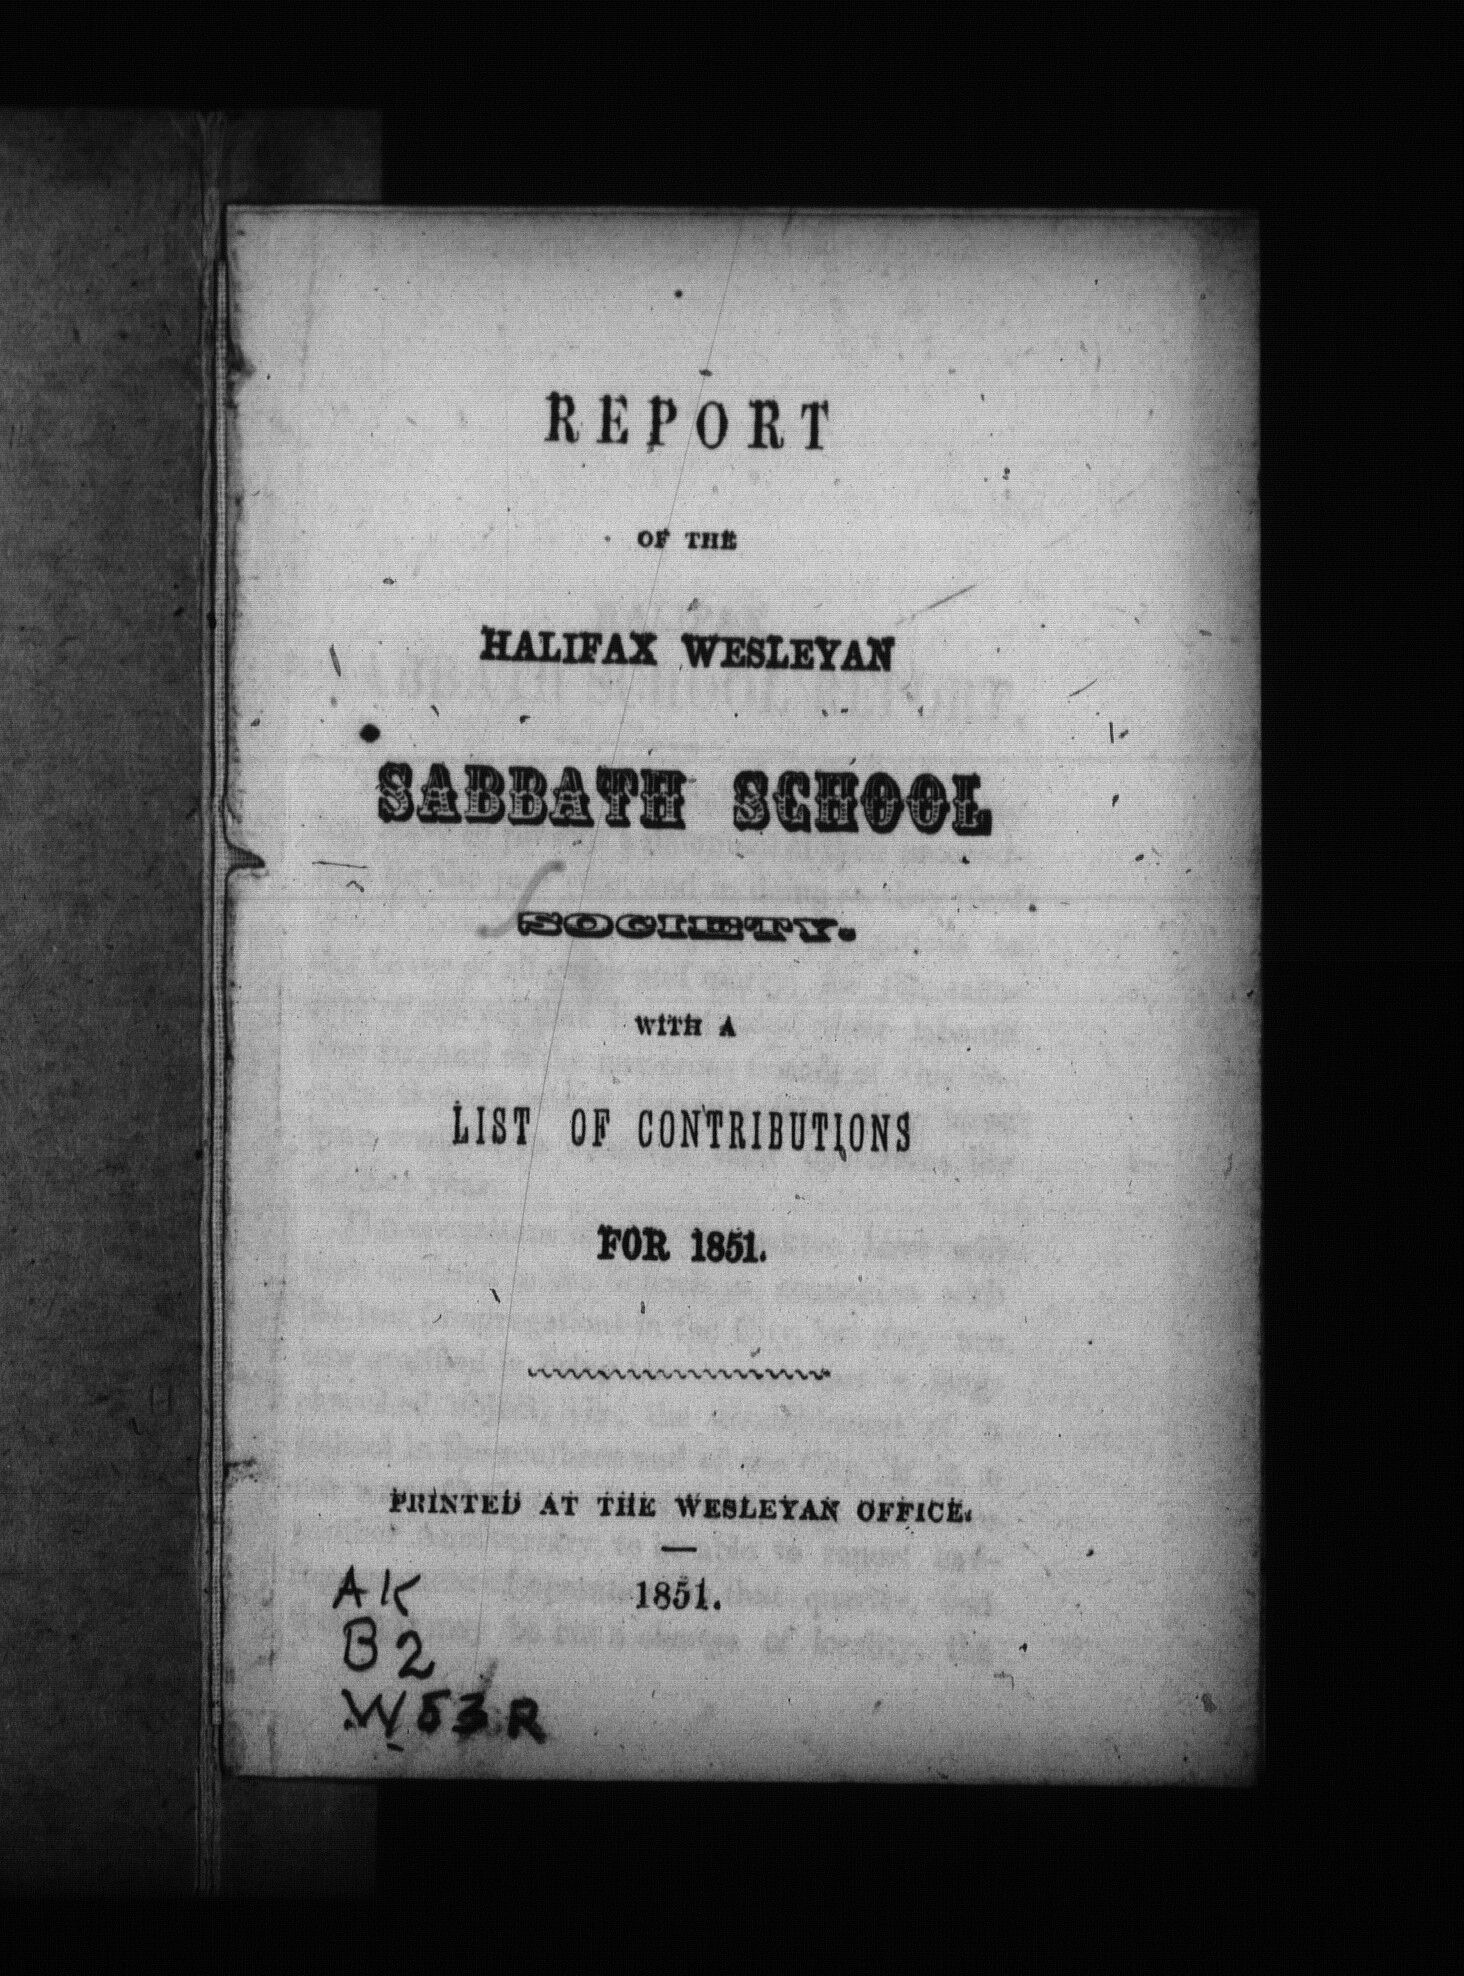 REPORT
OF THE
HALIFAX WESLEYAN
SABBATH SCHOOL
SOCIETY.
WITH A
LIST OF CONTRIBUTIONS
FOR 1851.
PRINTED AT THE WESLEYAN OFFICE.
1851.
AK
B2
W53R